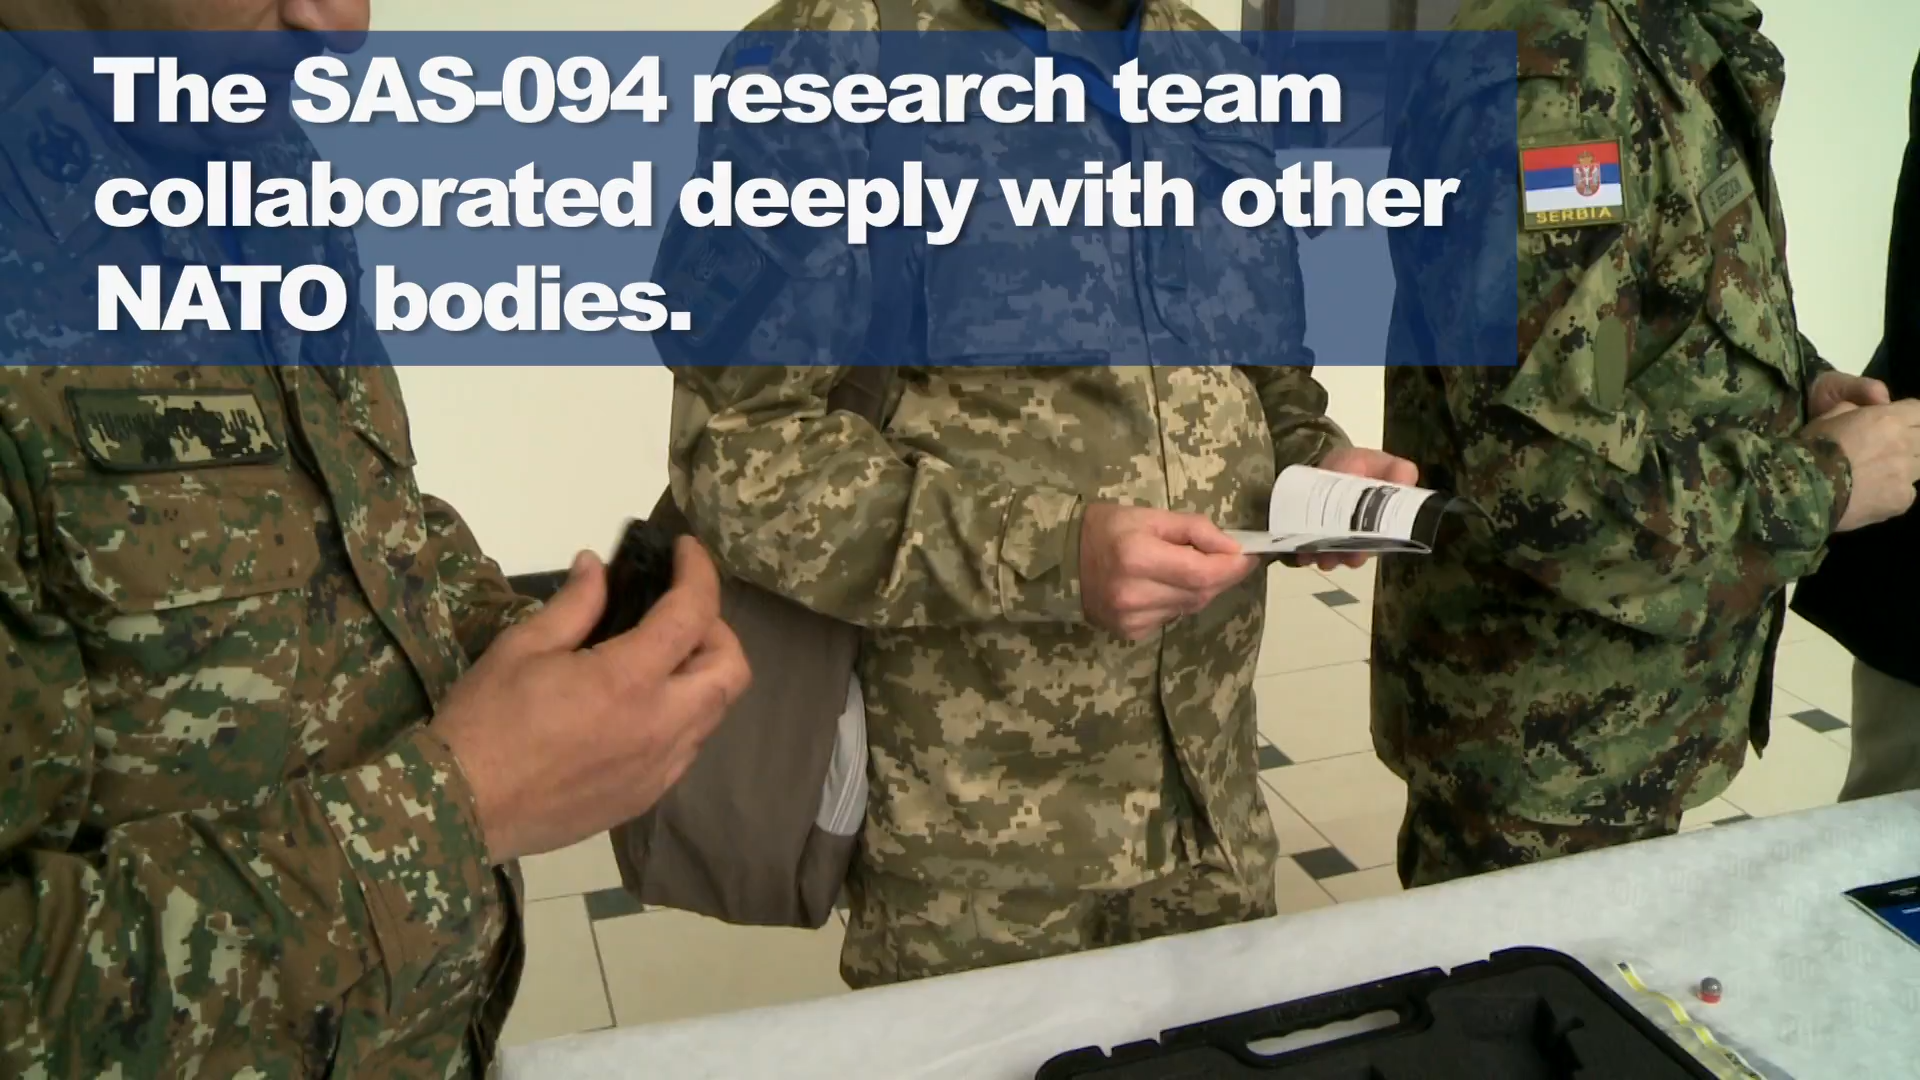 The SAS-094 research team
collaborated deeply with other
NATO bodies.
SERBIA